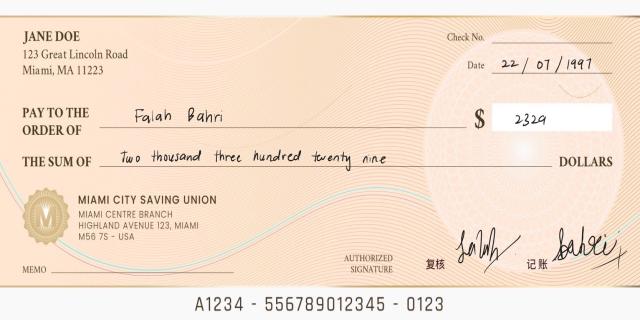 JANE DOE
123 Great Lincoln Road
Miami, MA 11223
Check No.
Date 22 / 07 / 1997
PAY TO THE
ORDER OF Falah Bahri
$ 2329
THE SUM OF Two thousand three hundred twenty nine DOLLARS
MIAMI CITY SAVING UNION
MIAMI CENTRE BRANCH
HIGHLAND AVENUE 123, MIAMI
M56 7S - USA
MEMO
AUTHORIZED
SIGNATURE
复核 Falah 记账 Bahri
A1234 - 556789012345 - 0123